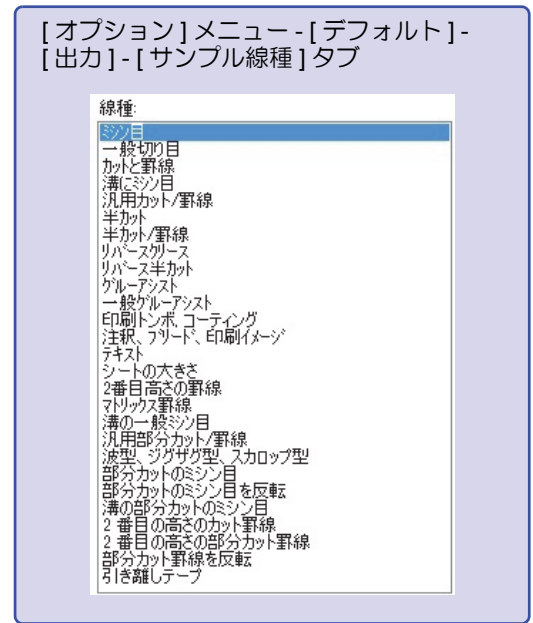 [ オプション ] メニュー - [ デフォルト ] -
[ 出力 ] - [ サンプル線種 ] タブ
線種:
ミシン目
一般切り目
カットと罫線
溝にミシン目
汎用カット/罫線
半カット
半カット/罫線
リバースクリース
リバース半カット
グルーアシスト
一般グルーアシスト
印刷トンボ, コーティング
注釈、ブリード、印刷イメージ
テキスト
シートの大きさ
2番目高さの罫線
マトリックス罫線
溝の一般ミシン目
汎用部分カット/罫線
波型、ジグザグ型、スカロップ型
部分カットのミシン目
部分カットのミシン目を反転
溝の部分カットのミシン目
2 番目の高さのカット罫線
2 番目の高さの部分カット罫線
部分カット罫線を反転
引き離しテープ